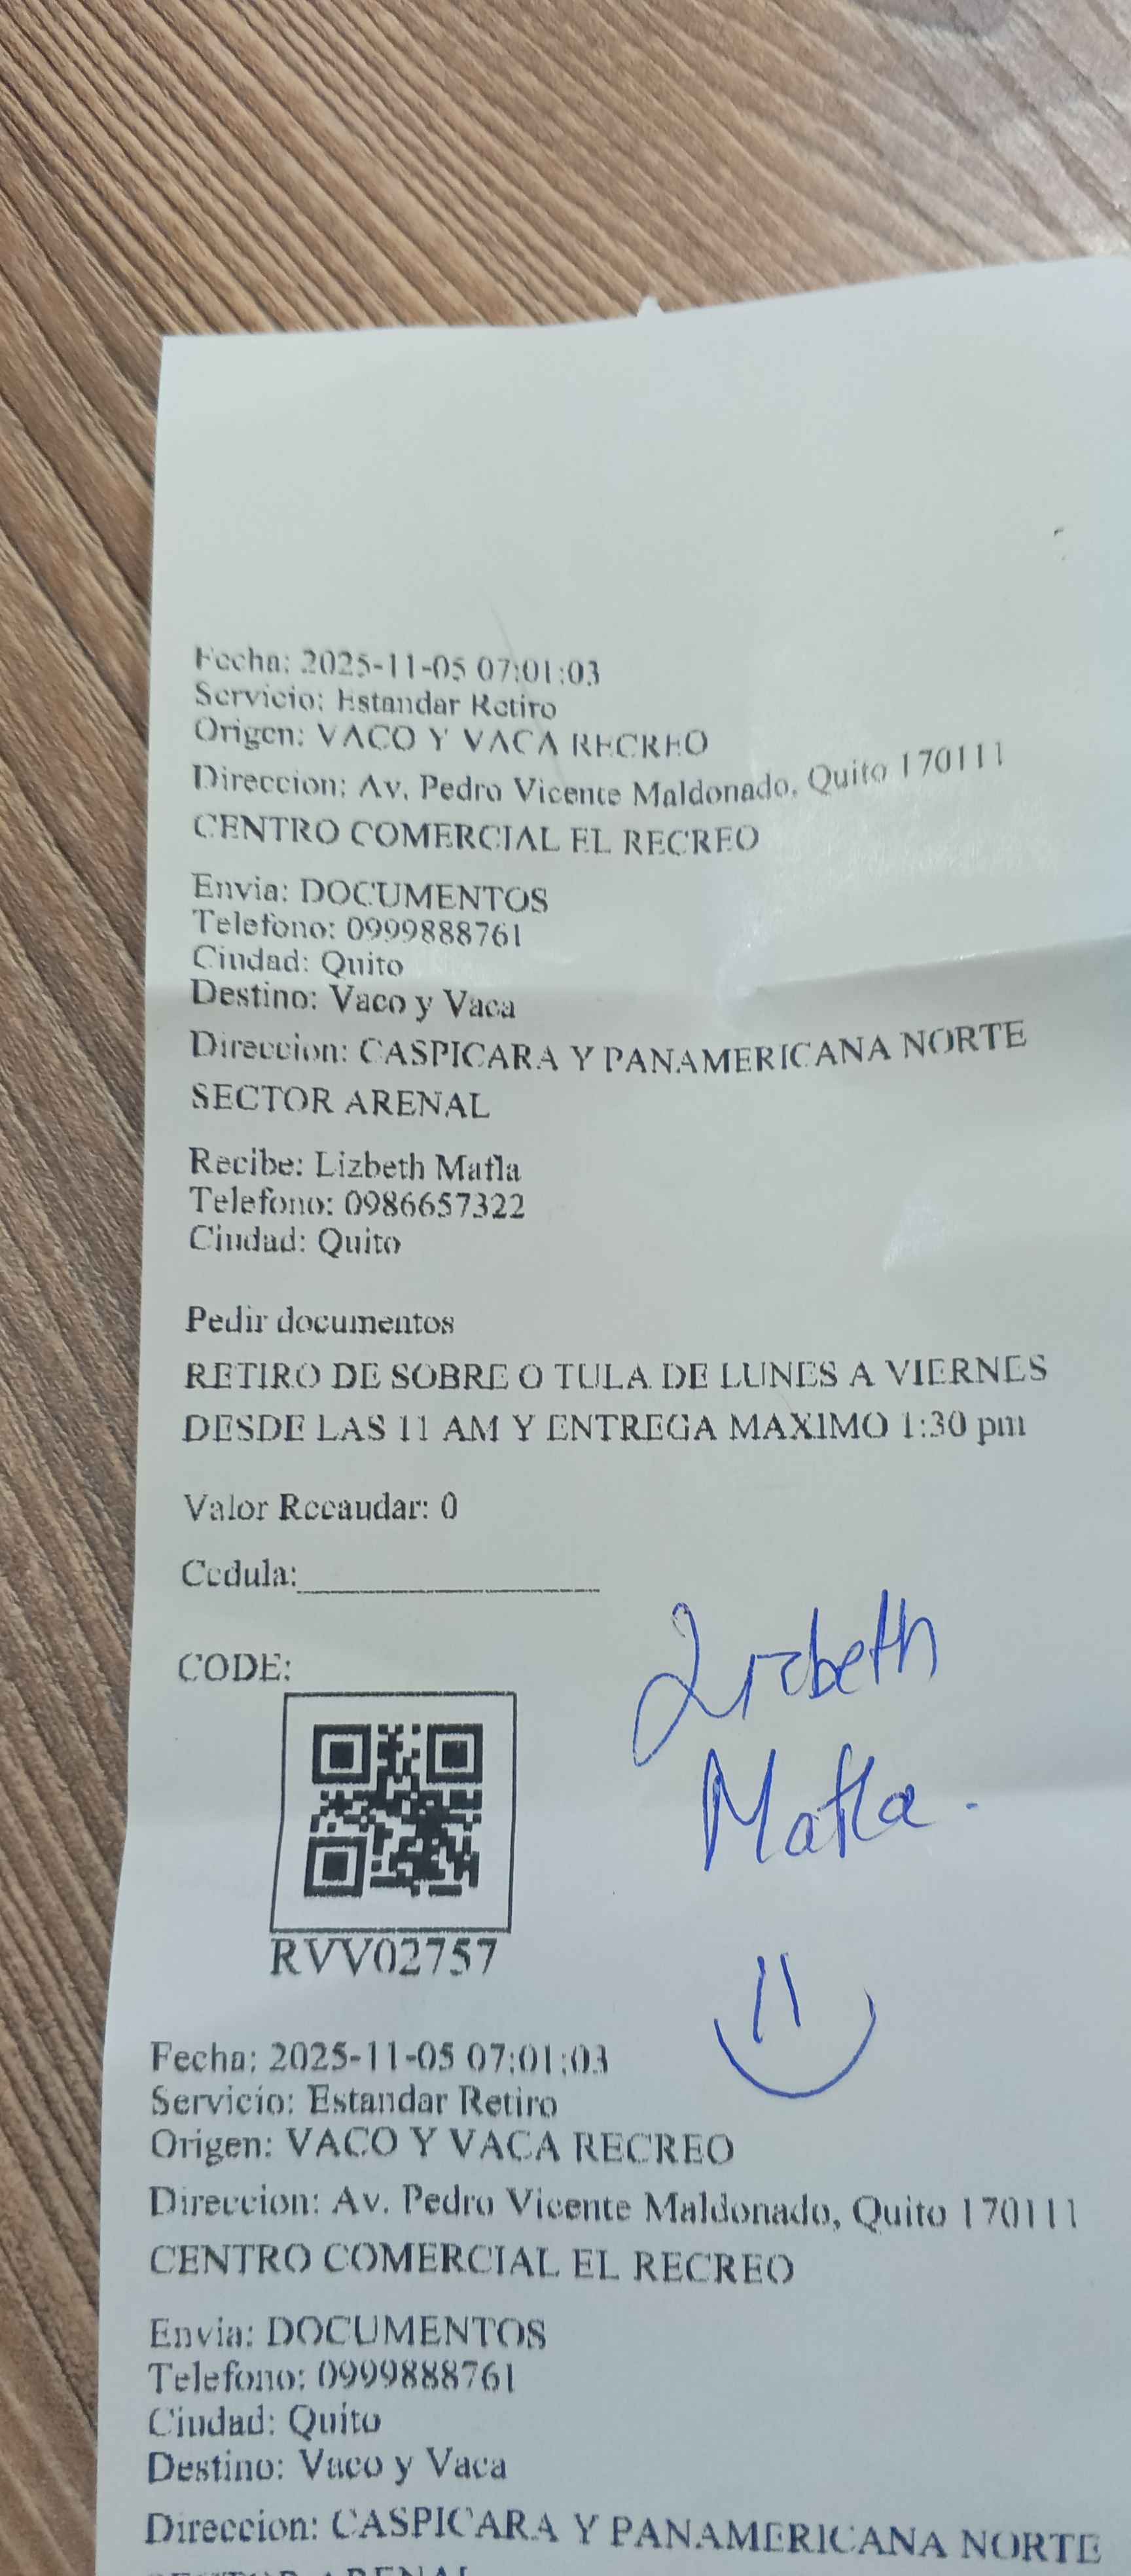 Fecha: 2025-11-05 07:01:03
Servicio: Estandar Retiro
Origen: VACO Y VACA RECREO
Direccion: Av. Pedro Vicente Maldonado, Quito 170111
CENTRO COMERCIAL EL RECREO
Envia: DOCUMENTOS
Telefono: 0999888761
Ciudad: Quito
Destino: Vaco y Vaca
Direccion: CASPICARA Y PANAMERICANA NORTE
SECTOR ARENAL
Recibe: Lizbeth Mafla
Telefono: 0986657322
Ciudad: Quito
Pedir documentos
RETIRO DE SOBRE O TULA DE LUNES A VIERNES
DESDE LAS 11 AM Y ENTREGA MAXIMO 1:30 pm
Valor Recaudar: 0
Cedula:
CODE:
Lizbeth
Mafla.
RVV02757
Fecha: 2025-11-05 07:01:03
Servicio: Estandar Retiro
Origen: VACO Y VACA RECREO
Direccion: Av. Pedro Vicente Maldonado, Quito 170111
CENTRO COMERCIAL EL RECREO
Envia: DOCUMENTOS
Telefono: 0999888761
Ciudad: Quito
Destino: Vaco y Vaca
Direccion: CASPICARA Y PANAMERICANA NORTE
SECTOR ARENAL